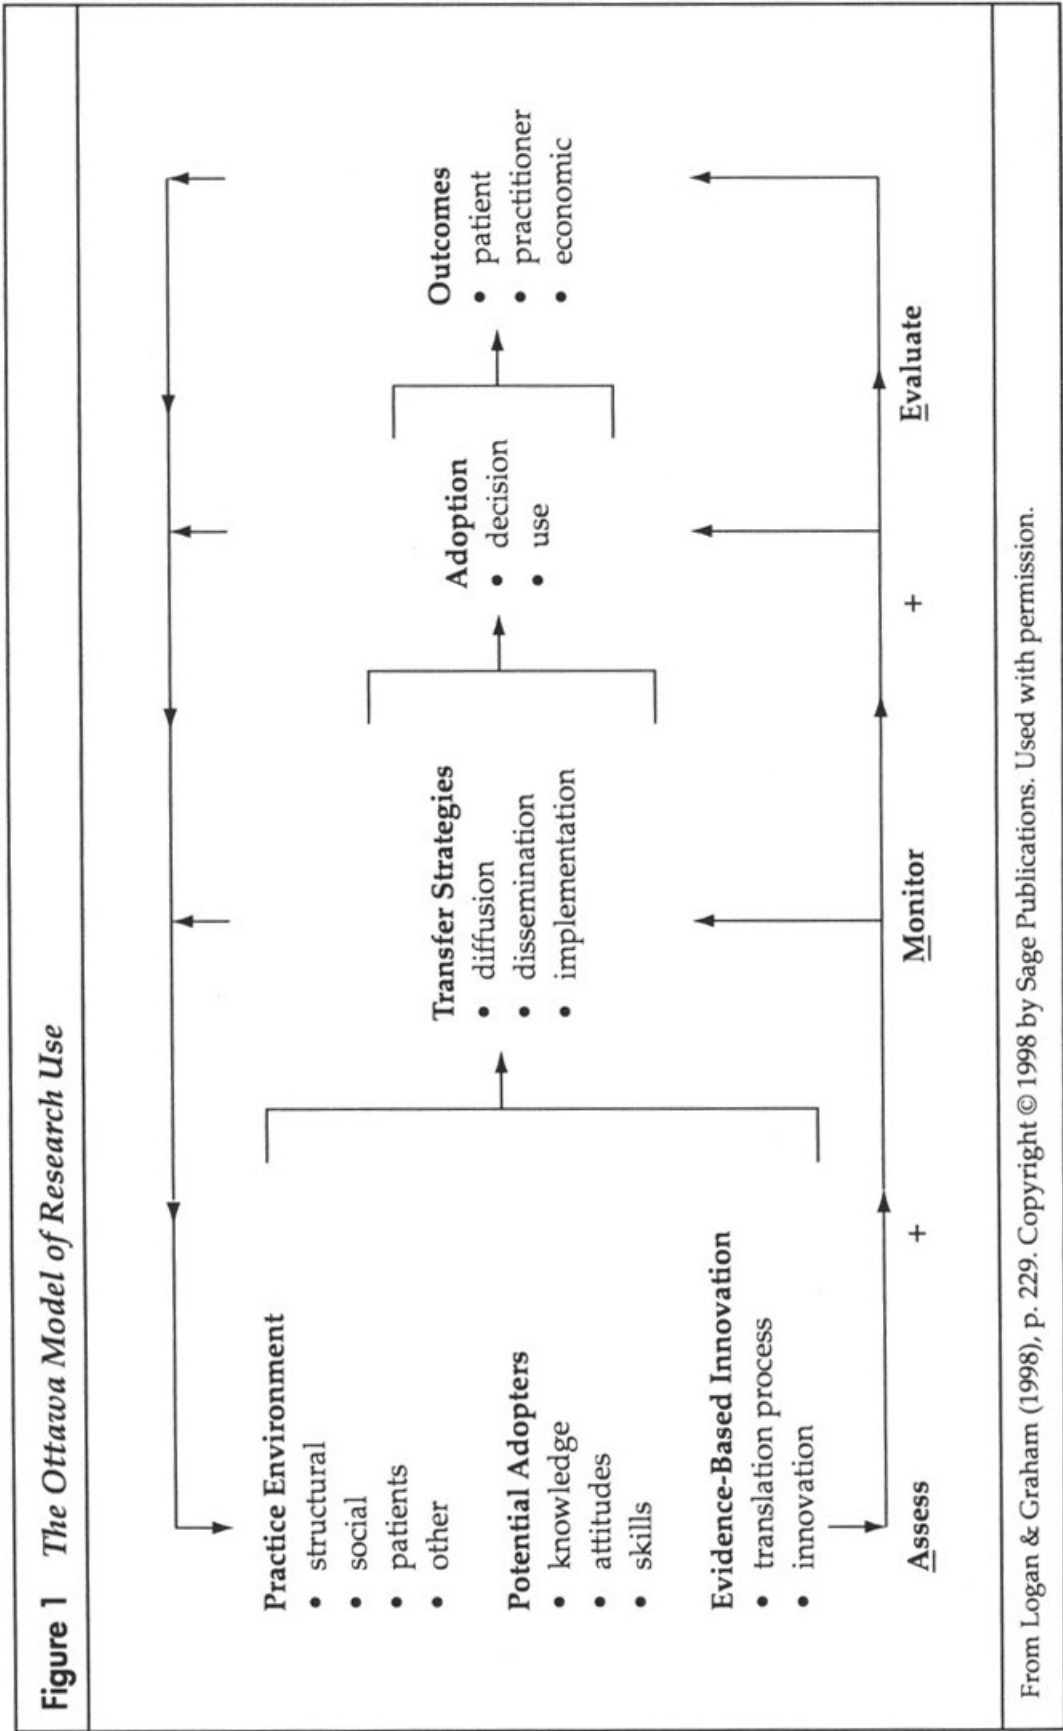 Figure 1 The Ottawa Model of Research Use
Practice Environment
• structural
• social
• patients
• other
Potential Adopters
• knowledge
• attitudes
• skills
Evidence-Based Innovation
• translation process
• innovation
Transfer Strategies
• diffusion
• dissemination
• implementation
Adoption
• decision
• use
Outcomes
• patient
• practitioner
• economic
Assess + Monitor + Evaluate
From Logan & Graham (1998), p. 229. Copyright © 1998 by Sage Publications. Used with permission.